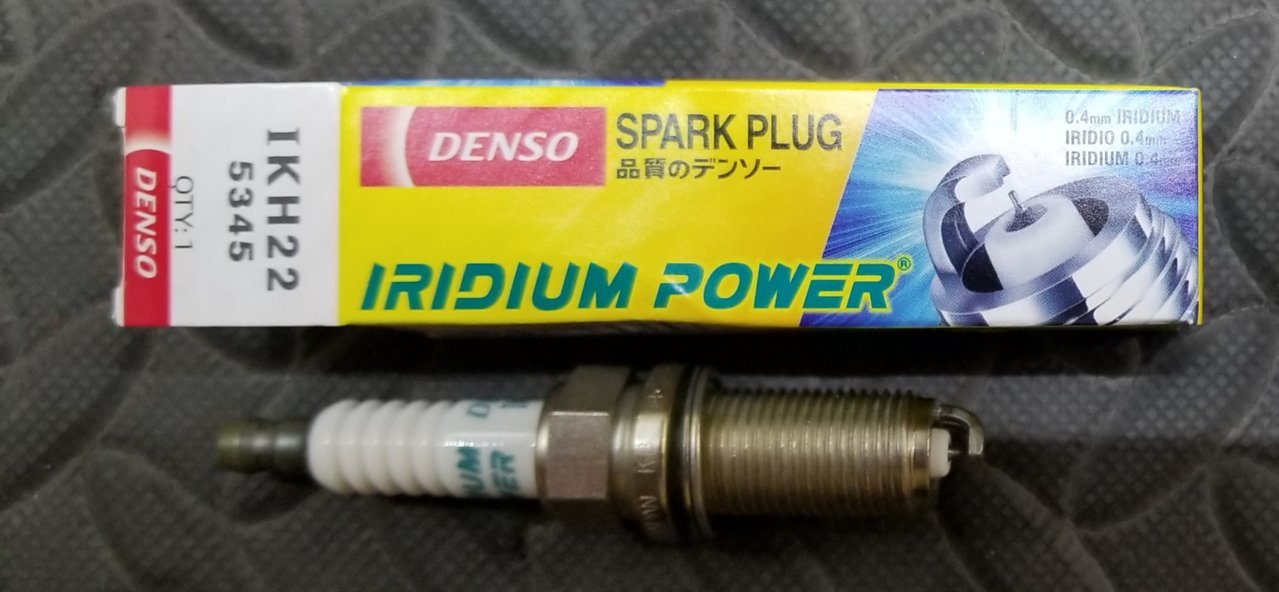 DENSO
QTY: 1
IKH22
5345
DENSO
SPARK PLUG
品質のデンソー
IRIDIUM POWER®
0.4mm IRIDIUM
IRIDIO 0.4mm
IRIDIUM 0.4mm